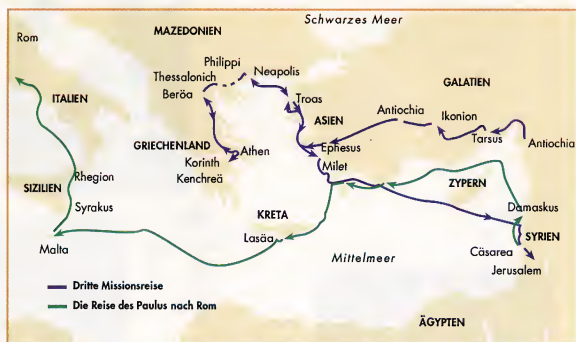 Schwarzes Meer
Rom
MAZEDONIEN
Philippi
Neapolis
Thessalonich
Beröa
Troas
GALATIEN
ITALIEN
ASIEN
Antiochia
Ikonion
Tarsus
Antiochia
GRIECHENLAND
Athen
Ephesus
Korinth
Milet
Kenchreä
Rhegion
SIZILIEN
ZYPERN
Syrakus
KRETA
Damaskus
Lasäa
SYRIEN
Malta
Mittelmeer
Cäsarea
Jerusalem
Dritte Missionsreise
Die Reise des Paulus nach Rom
ÄGYPTEN